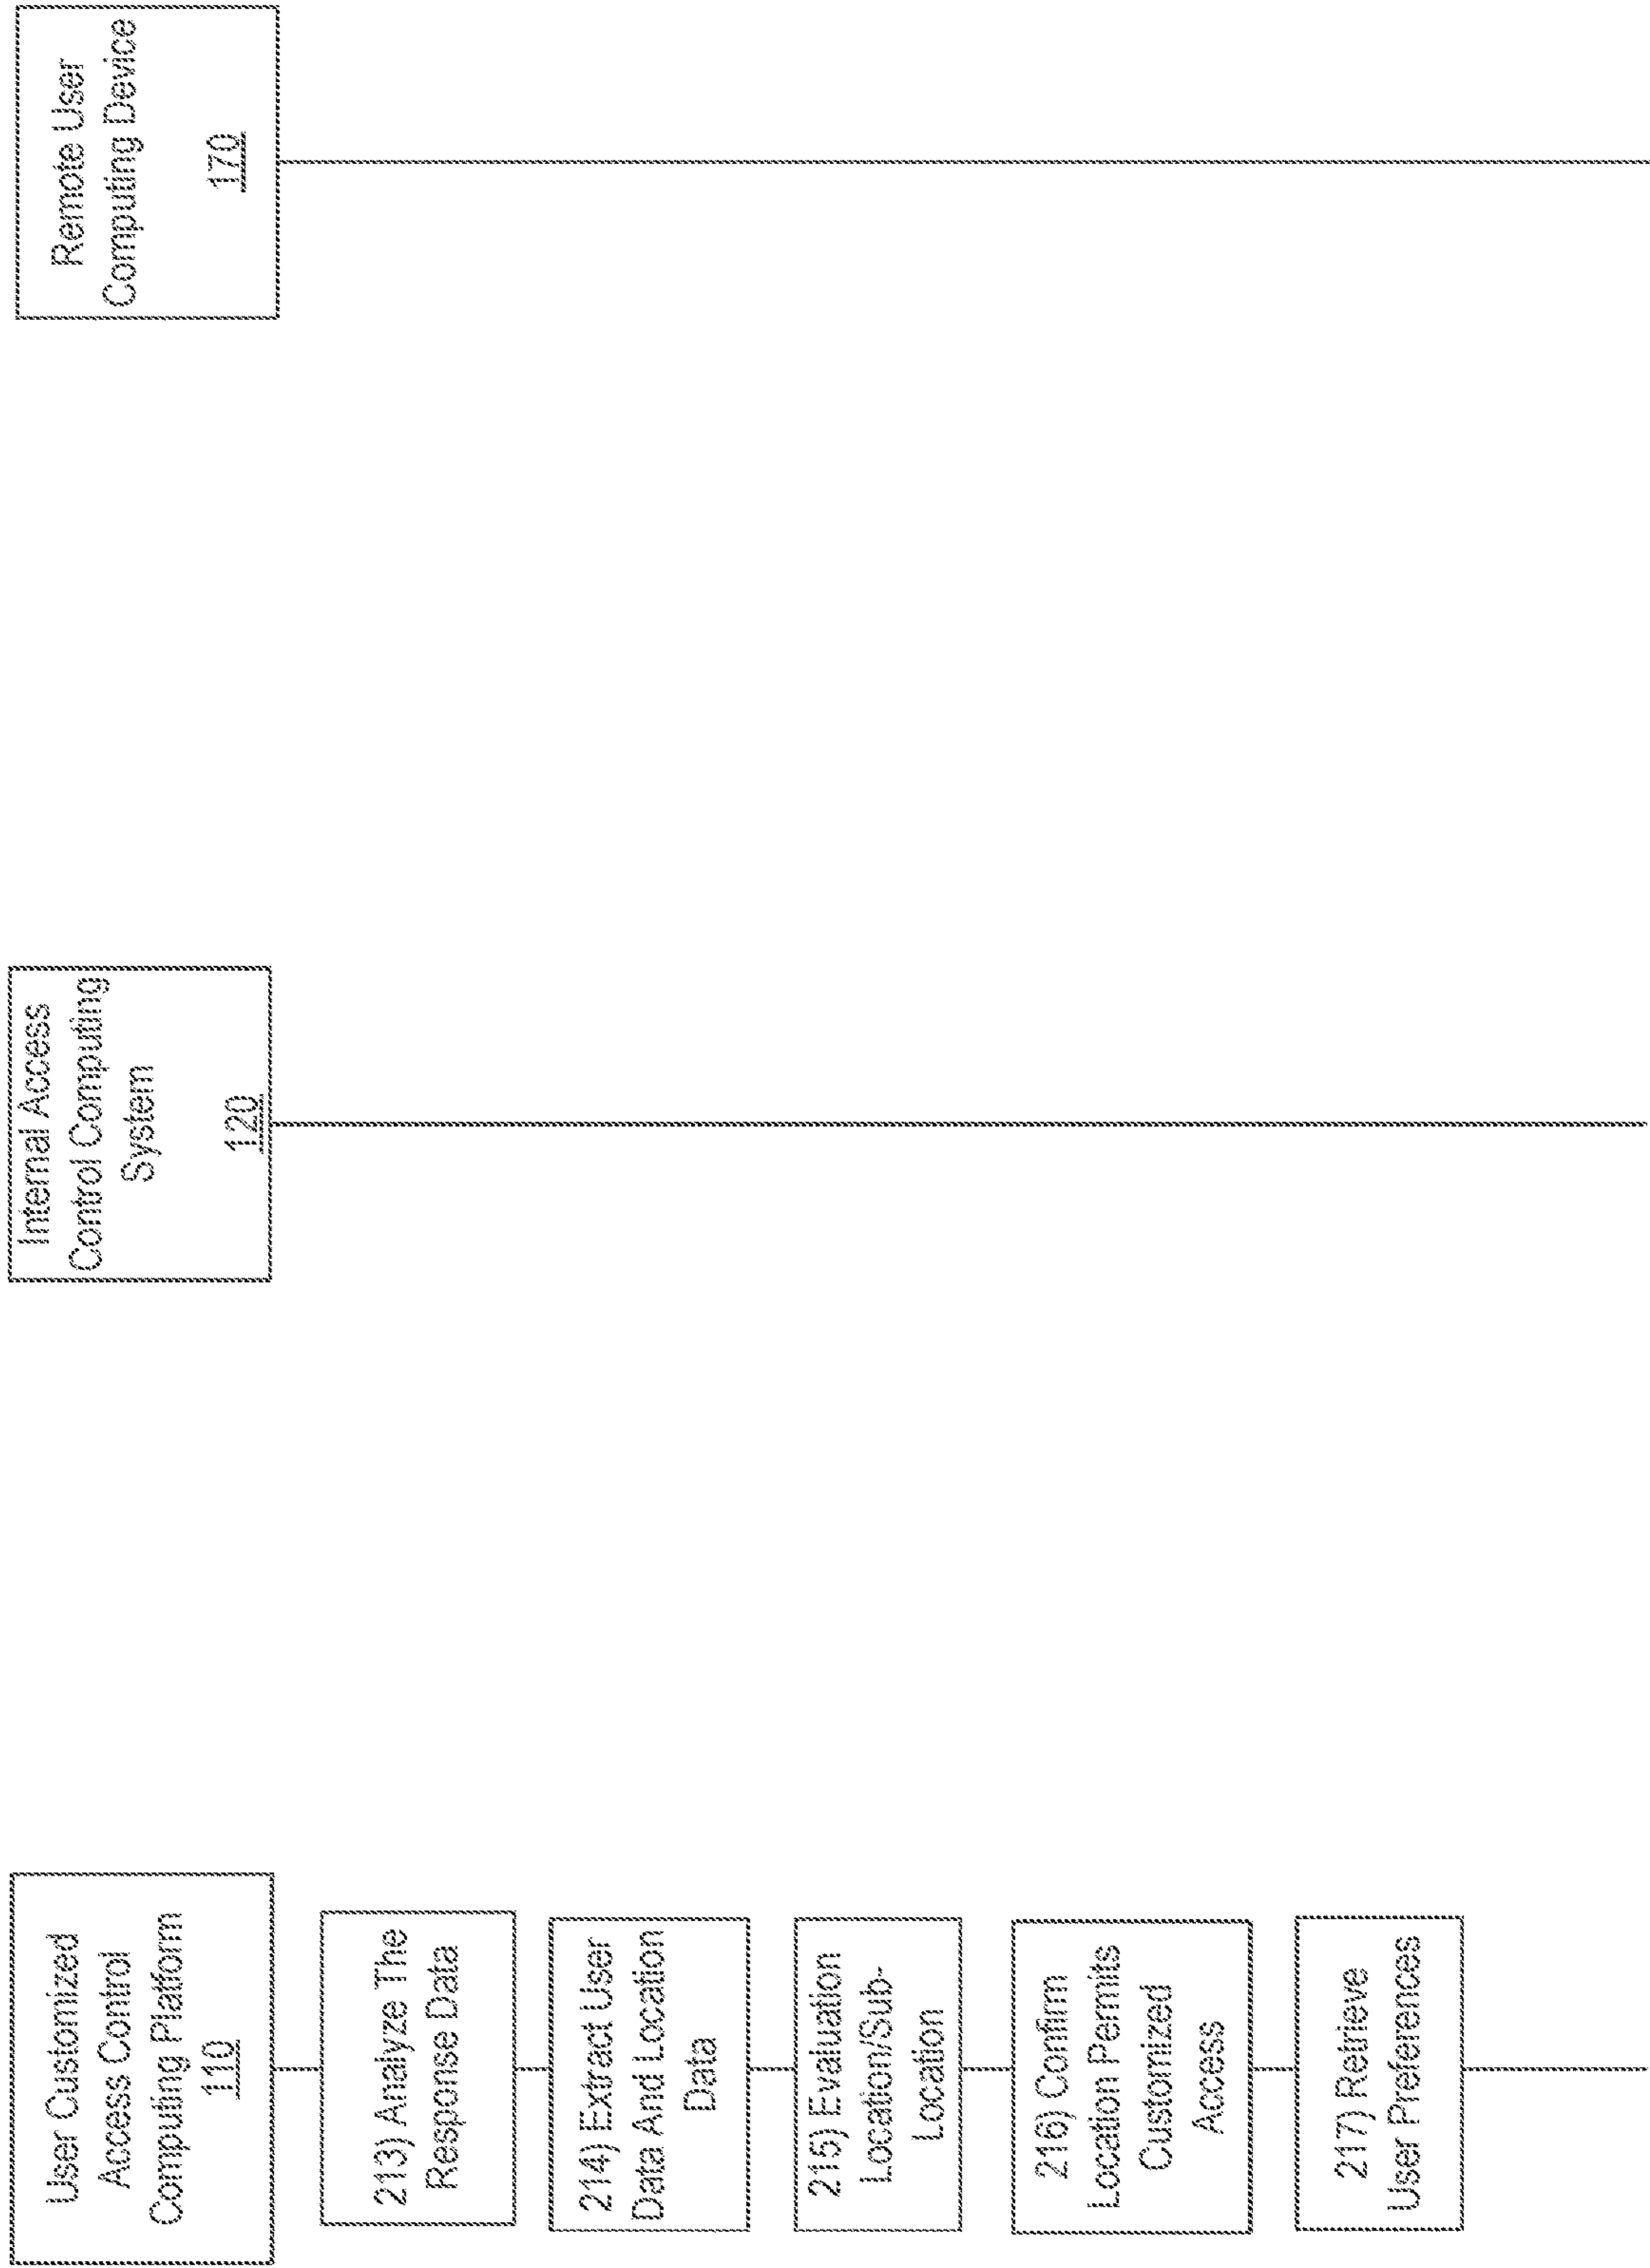 User Customized
Access Control
Computing Platform
110
Internal Access
Control Computing
System
120
Remote User
Computing Device
170
213) Analyze The
Response Data
214) Extract User
Data And Location
Data
215) Evaluation
Location/Sub-
Location
216) Confirm
Location Permits
Customized
Access
217) Retrieve
User Preferences